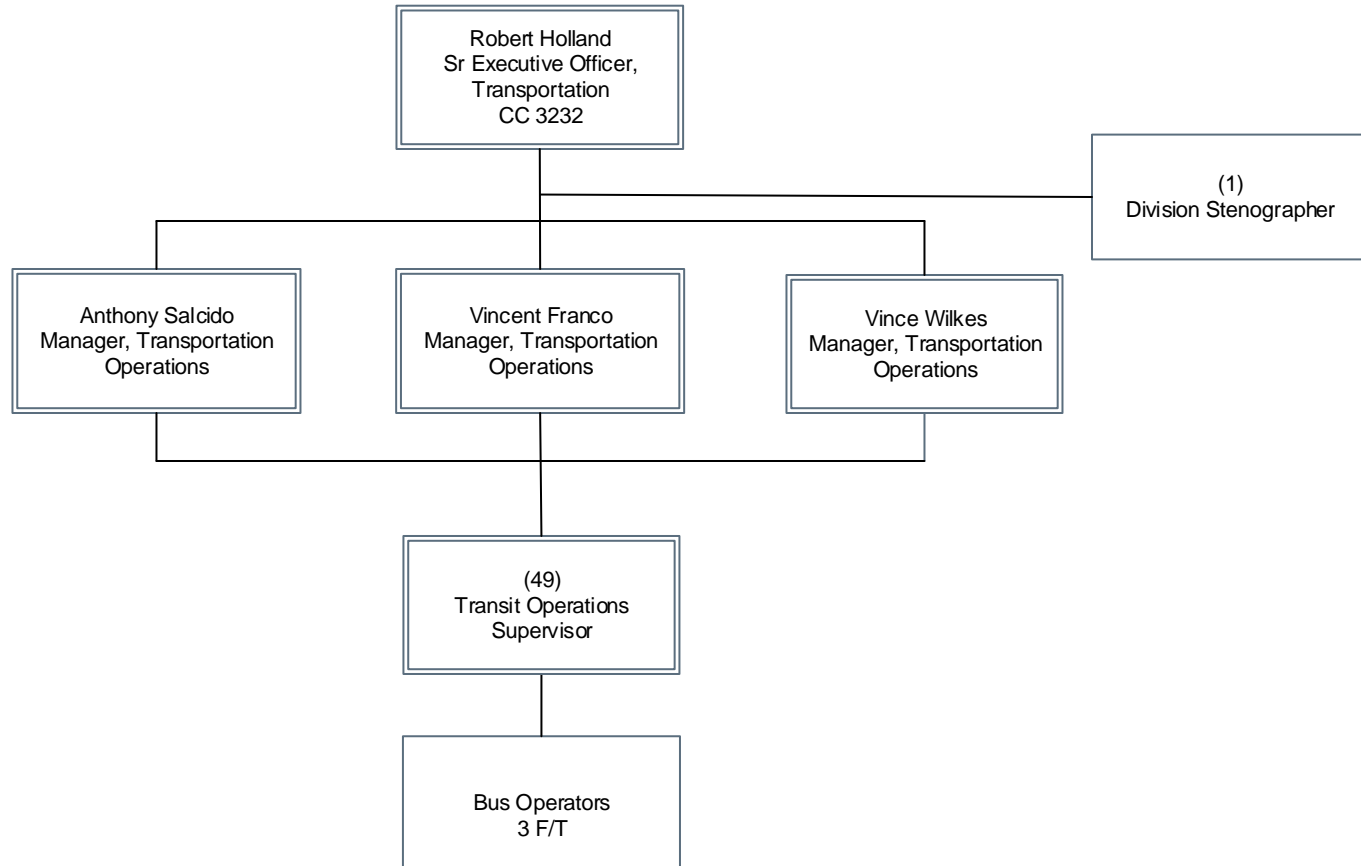 Robert Holland
Sr Executive Officer,
Transportation
CC 3232
(1)
Division Stenographer
Anthony Salcido
Manager, Transportation
Operations
Vincent Franco
Manager, Transportation
Operations
Vince Wilkes
Manager, Transportation
Operations
(49)
Transit Operations
Supervisor
Bus Operators
3 F/T